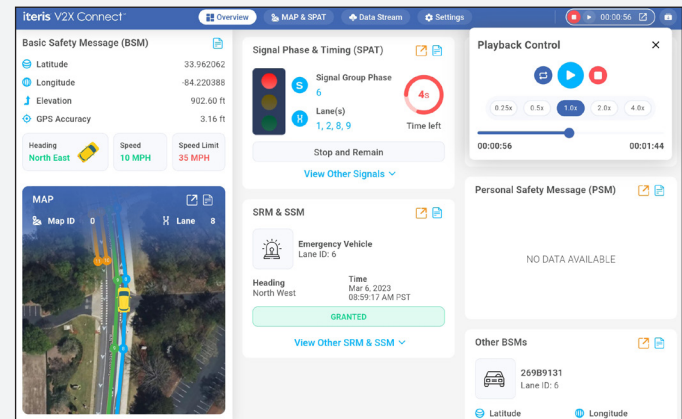 iteris V2X Connect™
Overview
MAP & SPAT
Data Stream
Settings
00:00:56
Basic Safety Message (BSM)
Latitude 33.962062
Longitude -84.220388
Elevation 902.60 ft
GPS Accuracy 3.16 ft
Heading
North East
Speed
10 MPH
Speed Limit
35 MPH
MAP
Map ID 0
Lane 8
Signal Phase & Timing (SPAT)
Signal Group Phase
S
6
Lane(s)
1, 2, 8, 9
4s
Time left
Stop and Remain
View Other Signals
SRM & SSM
Emergency Vehicle
Lane ID: 6
Heading
North West
Time
Mar 6, 2023
08:59:17 AM PST
GRANTED
View Other SRM & SSM
Playback Control
0.25x 0.5x 1.0x 2.0x 4.0x
00:00:56 00:01:44
Personal Safety Message (PSM)
NO DATA AVAILABLE
Other BSMs
269B9131
Lane ID: 6
Latitude
Longitude